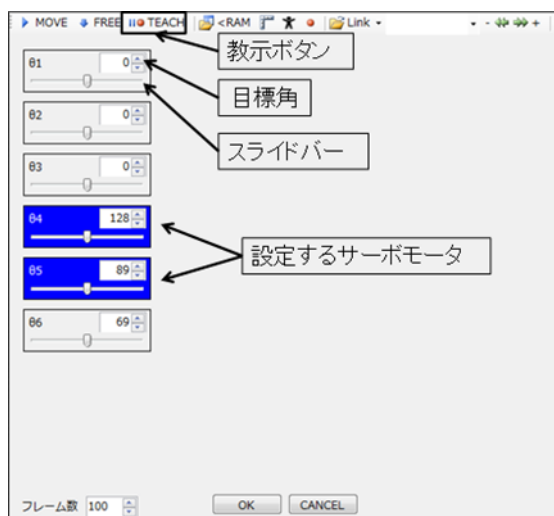 MOVE FREE TEACH <RAM Link
教示ボタン
θ1 0
目標角
スライドバー
θ2 0
θ3 0
θ4 128
設定するサーボモータ
θ5 89
θ6 69
フレーム数 100 OK CANCEL